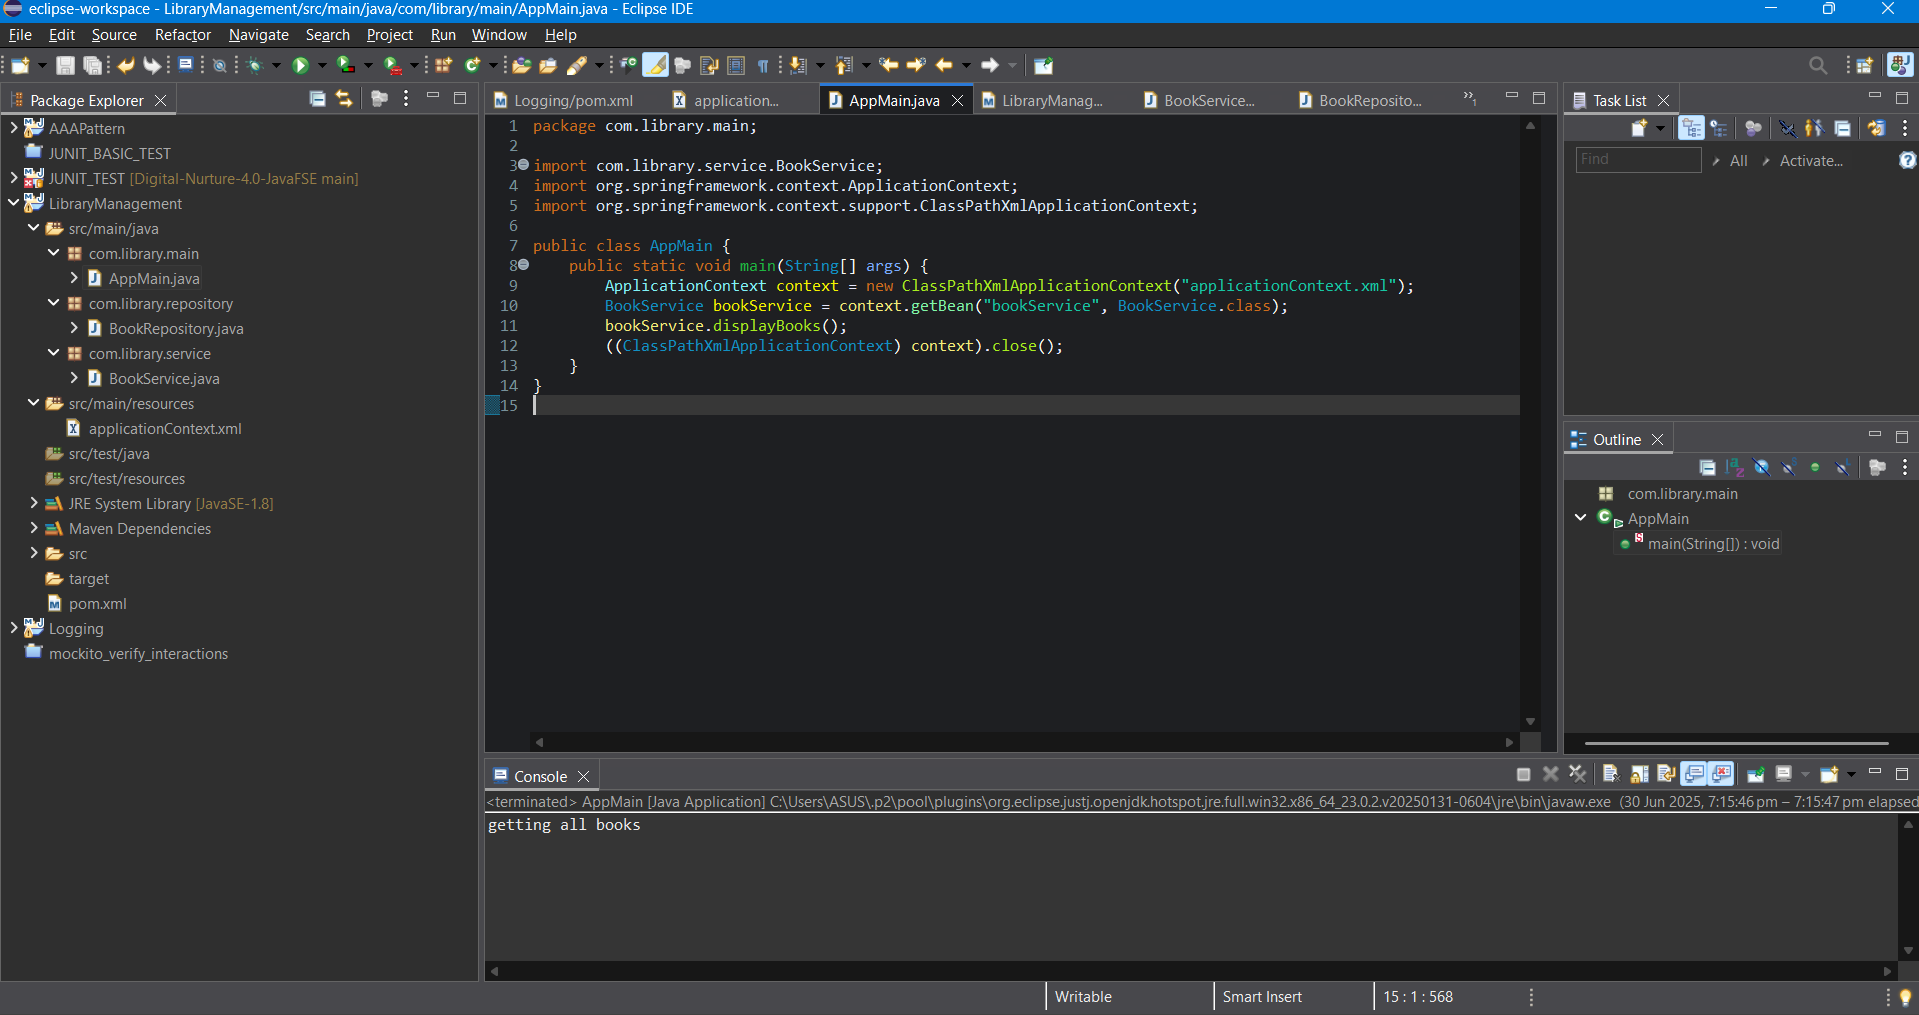 eclipse-workspace - LibraryManagement/src/main/java/com/library/main/AppMain.java - Eclipse IDE
File Edit Source Refactor Navigate Search Project Run Window Help
Package Explorer
AAAPattern
JUNIT_BASIC_TEST
JUNIT_TEST [Digital-Nurture-4.0-JavaFSE main]
LibraryManagement
src/main/java
com.library.main
AppMain.java
com.library.repository
BookRepository.java
com.library.service
BookService.java
src/main/resources
applicationContext.xml
src/test/java
src/test/resources
JRE System Library [JavaSE-1.8]
Maven Dependencies
src
target
pom.xml
Logging
mockito_verify_interactions
Logging/pom.xml application... AppMain.java LibraryManag... BookService... BookReposito... »1
1 package com.library.main;
2
3 import com.library.service.BookService;
4 import org.springframework.context.ApplicationContext;
5 import org.springframework.context.support.ClassPathXmlApplicationContext;
6
7 public class AppMain {
8 public static void main(String[] args) {
9 ApplicationContext context = new ClassPathXmlApplicationContext("applicationContext.xml");
10 BookService bookService = context.getBean("bookService", BookService.class);
11 bookService.displayBooks();
12 ((ClassPathXmlApplicationContext) context).close();
13 }
14 }
15
Task List
Find All Activate...
Outline
com.library.main
AppMain
main(String[]) : void
Console
<terminated> AppMain [Java Application] C:\Users\ASUS\.p2\pool\plugins\org.eclipse.justj.openjdk.hotspot.jre.full.win32.x86_64_23.0.2.v20250131-0604\jre\bin\javaw.exe (30 Jun 2025, 7:15:46 pm – 7:15:47 pm elapsed
getting all books
Writable Smart Insert 15 : 1 : 568